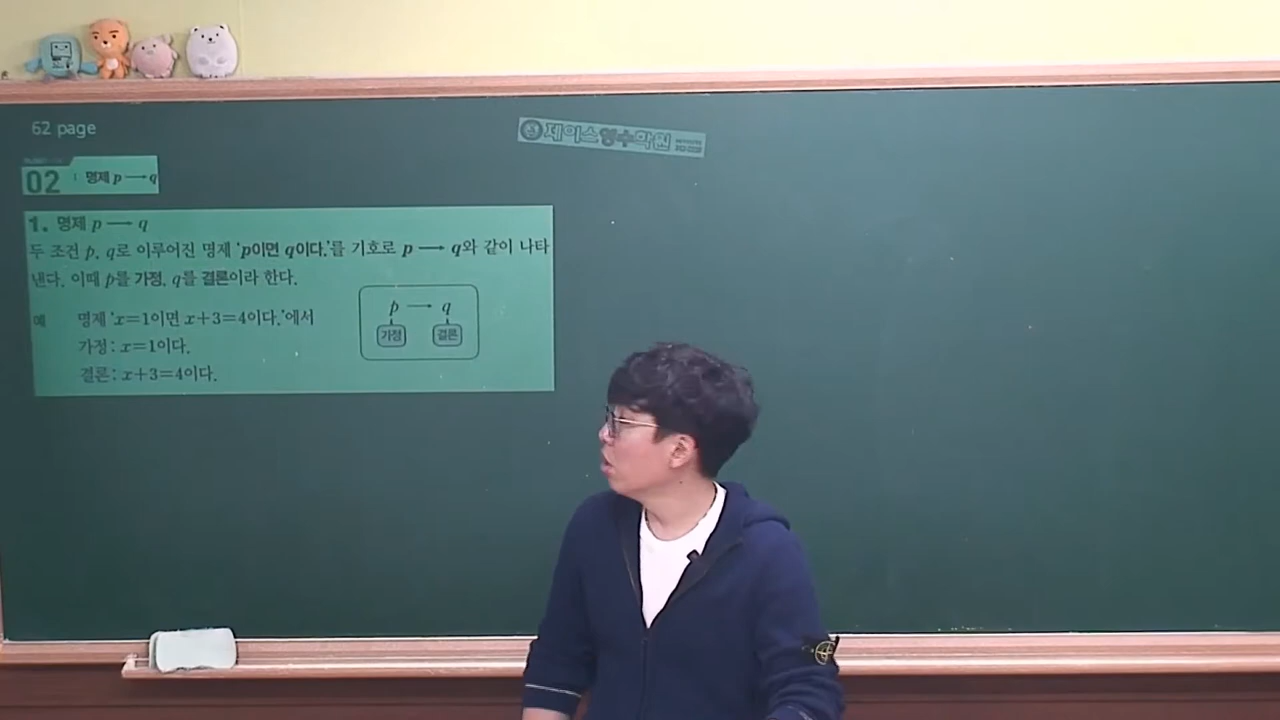 62 page
제이스영수학원
02 명제 p → q
1. 명제 p → q
두 조건 p, q로 이루어진 명제 'p이면 q이다.'를 기호로 p → q와 같이 나타
낸다. 이때 p를 가정, q를 결론이라 한다.
예 명제 'x=1이면 x+3=4이다.'에서
가정: x=1이다.
결론: x+3=4이다.
p → q
가정 결론